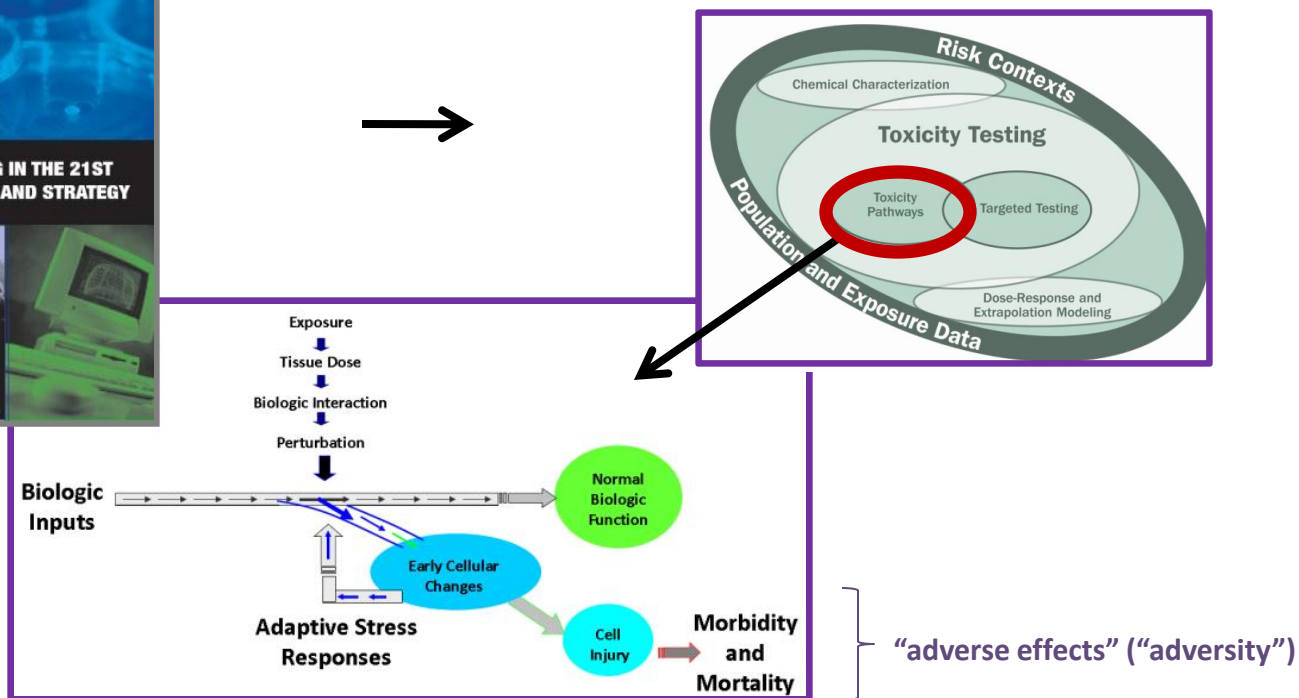 IN THE 21ST
AND STRATEGY
Risk Contexts
Chemical Characterization
Toxicity Testing
Toxicity
Pathways
Targeted Testing
Dose-Response and
Extrapolation Modeling
Population and Exposure Data
Exposure
Tissue Dose
Biologic Interaction
Perturbation
Biologic
Inputs
Normal
Biologic
Function
Early Cellular
Changes
Adaptive Stress
Responses
Cell
Injury
Morbidity
and
Mortality
“adverse effects” (“adversity”)